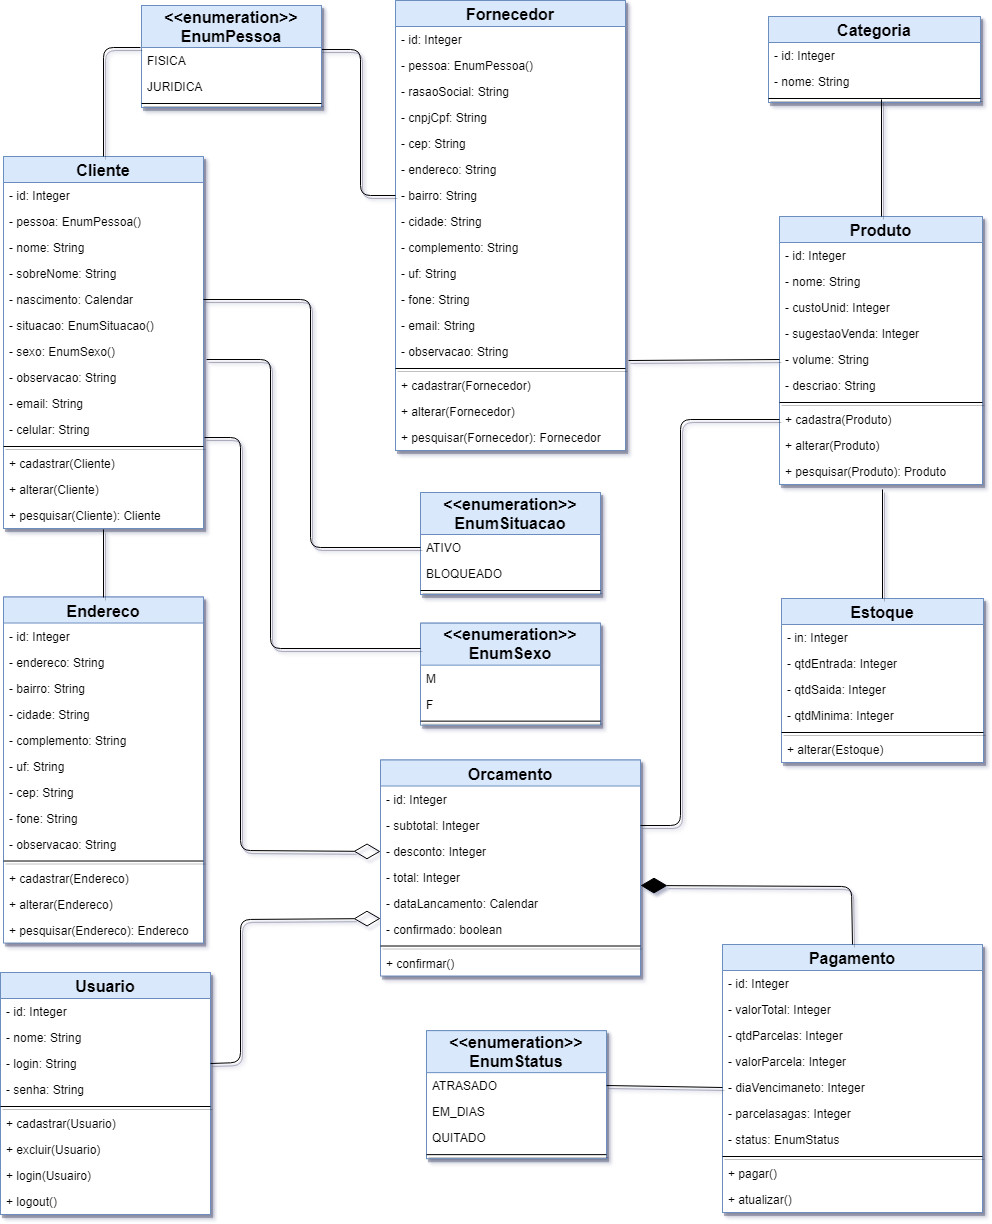 <<enumeration>>
EnumPessoa
FISICA
JURIDICA
Fornecedor
- id: Integer
- pessoa: EnumPessoa()
- rasaoSocial: String
- cnpjCpf: String
- cep: String
- endereco: String
- bairro: String
- cidade: String
- complemento: String
- uf: String
- fone: String
- email: String
- observacao: String
+ cadastrar(Fornecedor)
+ alterar(Fornecedor)
+ pesquisar(Fornecedor): Fornecedor
Categoria
- id: Integer
- nome: String
Cliente
- id: Integer
- pessoa: EnumPessoa()
- nome: String
- sobreNome: String
- nascimento: Calendar
- situacao: EnumSituacao()
- sexo: EnumSexo()
- observacao: String
- email: String
- celular: String
+ cadastrar(Cliente)
+ alterar(Cliente)
+ pesquisar(Cliente): Cliente
Produto
- id: Integer
- nome: String
- custoUnid: Integer
- sugestaoVenda: Integer
- volume: String
- descriao: String
+ cadastra(Produto)
+ alterar(Produto)
+ pesquisar(Produto): Produto
<<enumeration>>
EnumSituacao
ATIVO
BLOQUEADO
<<enumeration>>
EnumSexo
M
F
Endereco
- id: Integer
- endereco: String
- bairro: String
- cidade: String
- complemento: String
- uf: String
- cep: String
- fone: String
- observacao: String
+ cadastrar(Endereco)
+ alterar(Endereco)
+ pesquisar(Endereco): Endereco
Estoque
- in: Integer
- qtdEntrada: Integer
- qtdSaida: Integer
- qtdMinima: Integer
+ alterar(Estoque)
Orcamento
- id: Integer
- subtotal: Integer
- desconto: Integer
- total: Integer
- dataLancamento: Calendar
- confirmado: boolean
+ confirmar()
Usuario
- id: Integer
- nome: String
- login: String
- senha: String
+ cadastrar(Usuario)
+ excluir(Usuario)
+ login(Usuairo)
+ logout()
<<enumeration>>
EnumStatus
ATRASADO
EM_DIAS
QUITADO
Pagamento
- id: Integer
- valorTotal: Integer
- qtdParcelas: Integer
- valorParcela: Integer
- diaVencimaneto: Integer
- parcelasagas: Integer
- status: EnumStatus
+ pagar()
+ atualizar()